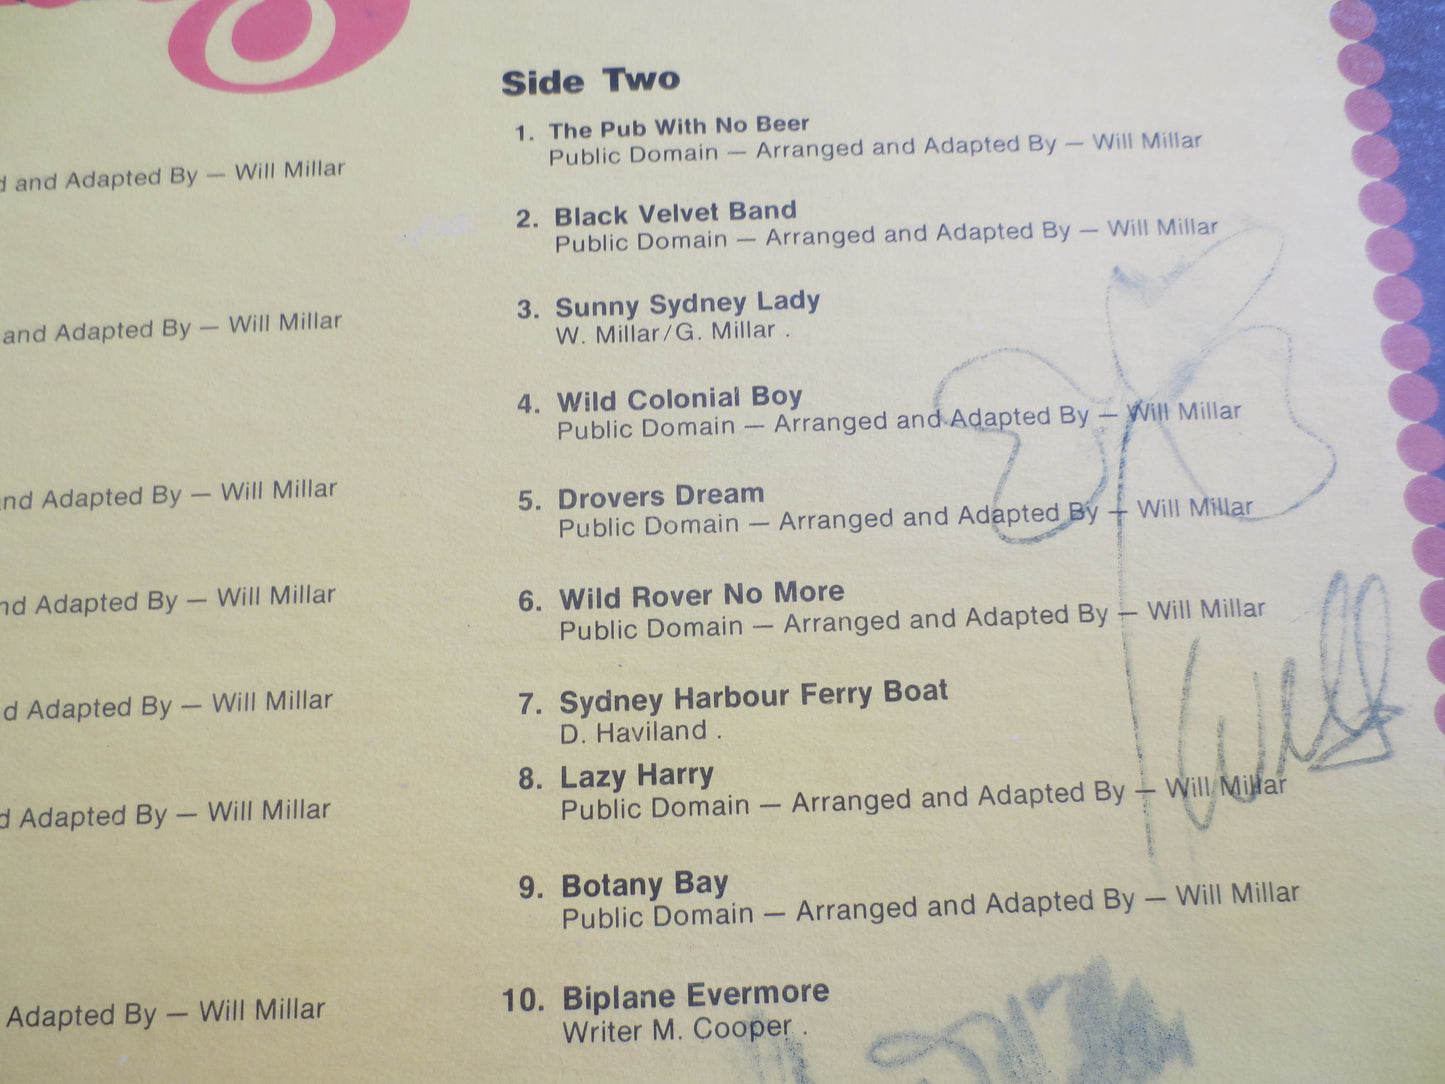 d and Adapted By — Will Millar
and Adapted By — Will Millar
nd Adapted By — Will Millar
nd Adapted By — Will Millar
d Adapted By — Will Millar
d Adapted By — Will Millar
Adapted By — Will Millar
Side Two
1. The Pub With No Beer
Public Domain — Arranged and Adapted By — Will Millar
2. Black Velvet Band
Public Domain — Arranged and Adapted By — Will Millar
3. Sunny Sydney Lady
W. Millar/G. Millar .
4. Wild Colonial Boy
Public Domain — Arranged and Adapted By — Will Millar
5. Drovers Dream
Public Domain — Arranged and Adapted By — Will Millar
6. Wild Rover No More
Public Domain — Arranged and Adapted By — Will Millar
7. Sydney Harbour Ferry Boat
D. Haviland .
8. Lazy Harry
Public Domain — Arranged and Adapted By — Will Millar
9. Botany Bay
Public Domain — Arranged and Adapted By — Will Millar
10. Biplane Evermore
Writer M. Cooper .
Will